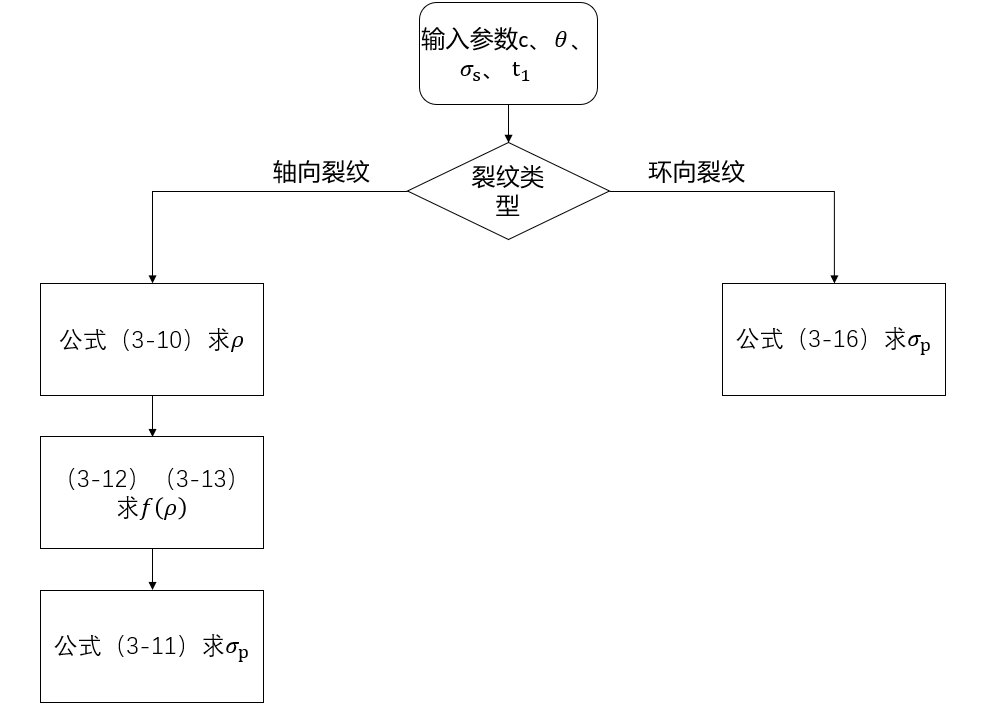 输入参数c、θ、
σₛ、 t₁
轴向裂纹
裂纹类
型
环向裂纹
公式（3-10）求ρ
公式（3-16）求σₚ
（3-12）（3-13）
求f(ρ)
公式（3-11）求σₚ